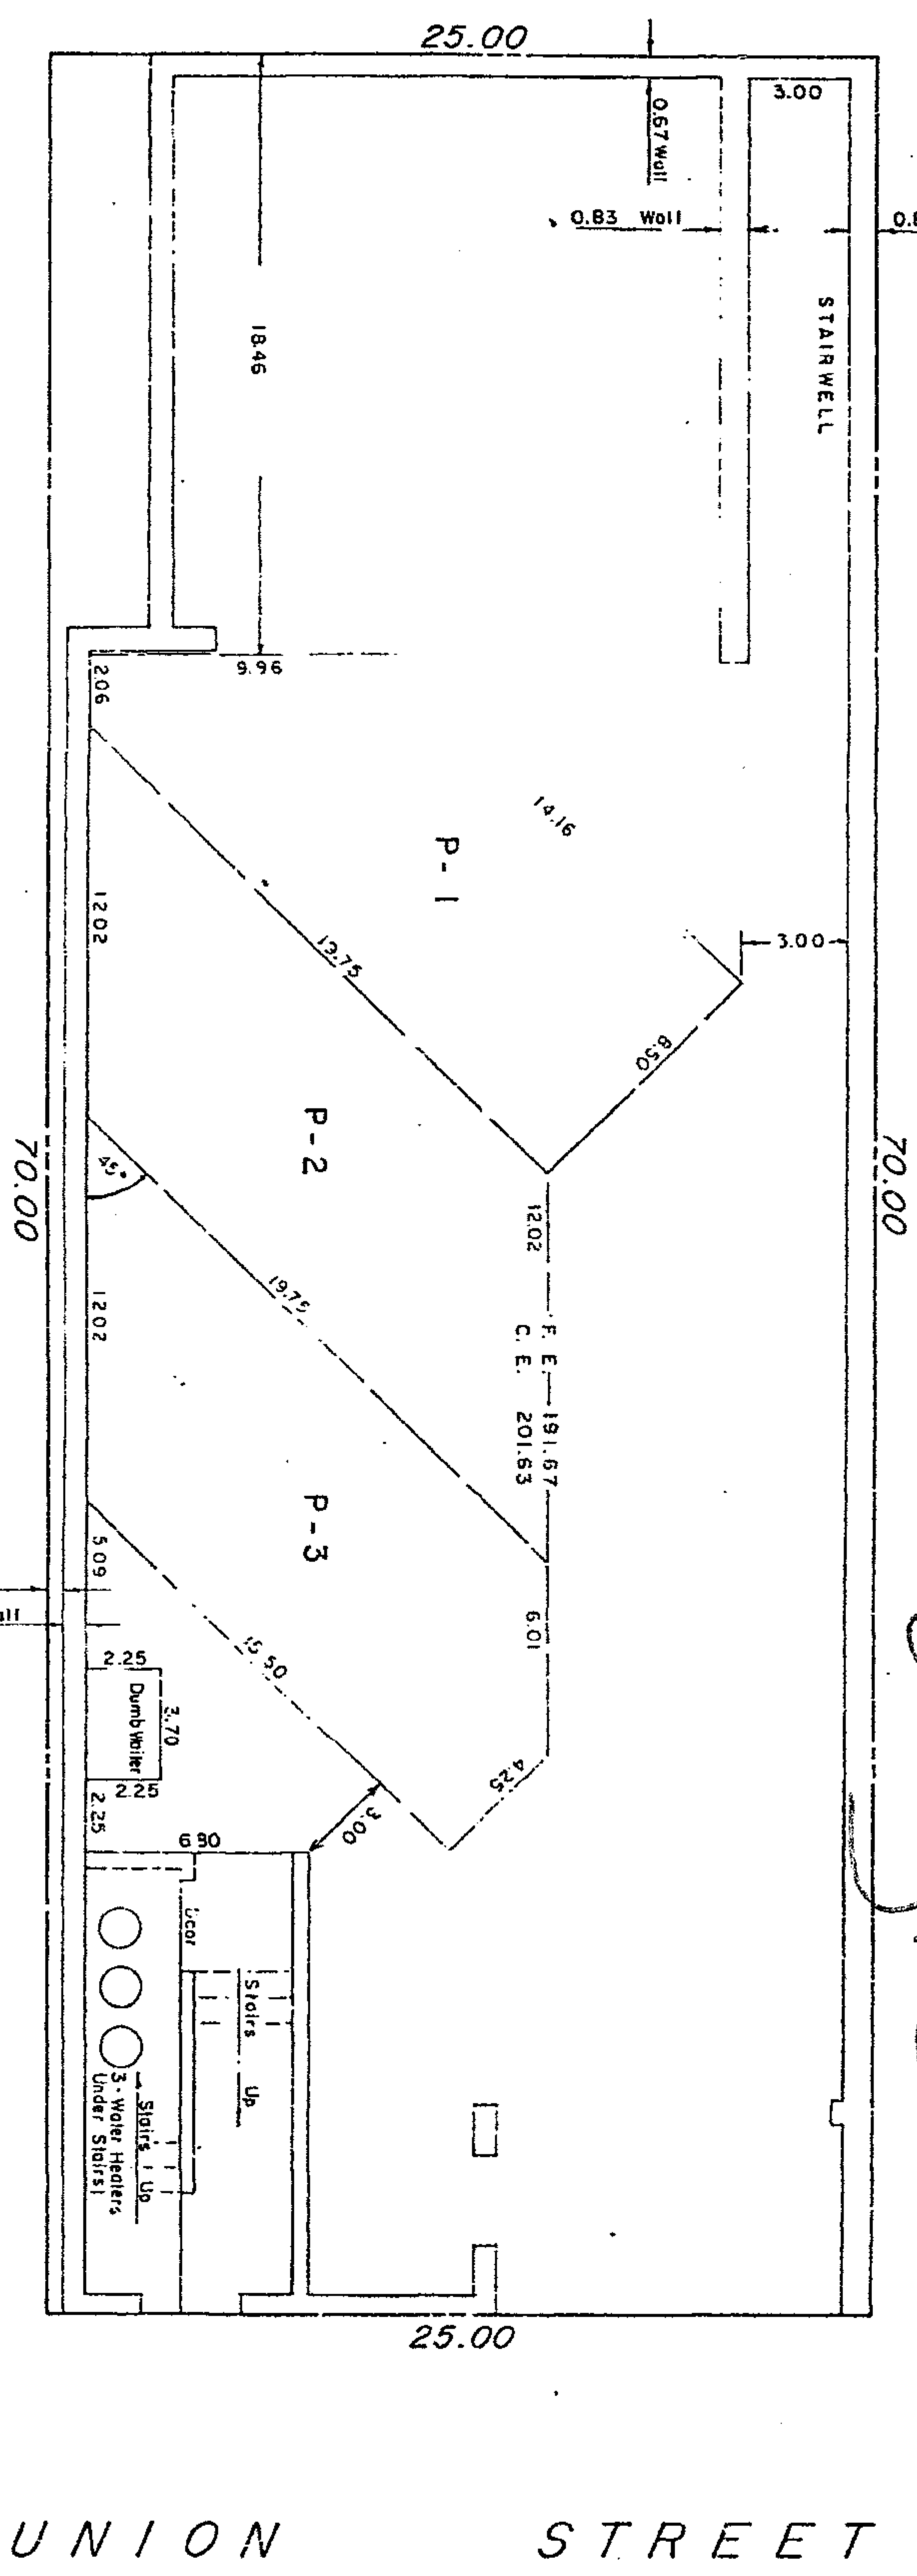 25.00
3.00
0.67 Wall
0.83 Wall
STAIRWELL
18.46
9.96
2.06
14.16
P-1
12.02
13.75
3.00
8.50
P-2
70.00
70.00
45°
12.02
19.75
12.02
F. E. 191.67
C. E. 201.63
P-3
5.09
6.01
15.50
2.25
Dumb Waiter
3.70
2.25
4.25
2.25
3.00
6.90
Door
Stairs Up
Stairs Up
3-Water Heaters
Under Stairs
25.00
UNION STREET